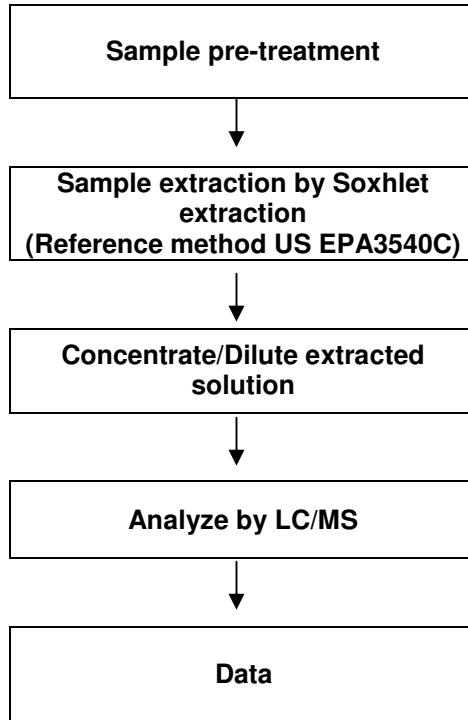 Sample pre-treatment
Sample extraction by Soxhlet
extraction
(Reference method US EPA3540C)
Concentrate/Dilute extracted
solution
Analyze by LC/MS
Data